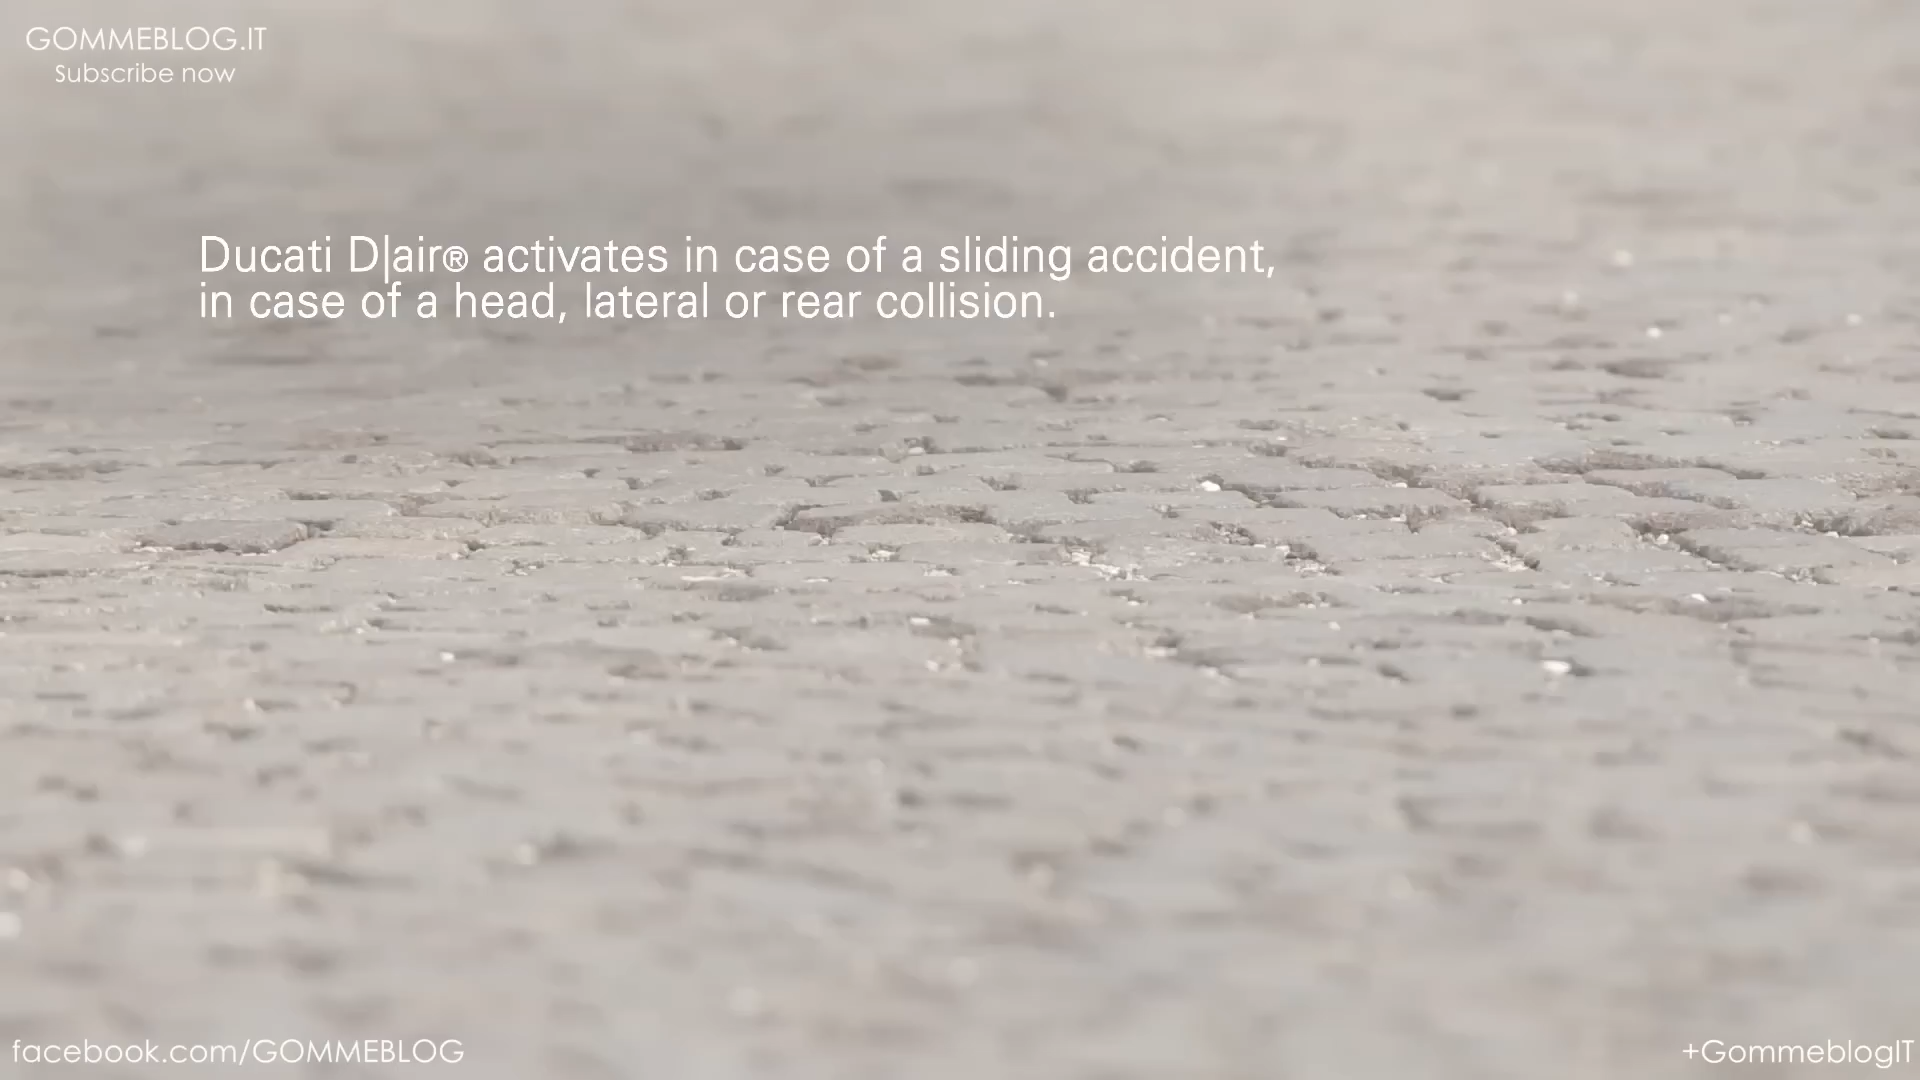 GOMMEBLOG.IT
Subscribe now
Ducati D|air® activates in case of a sliding accident,
in case of a head, lateral or rear collision.
facebook.com/GOMMEBLOG
+GommeblogIT